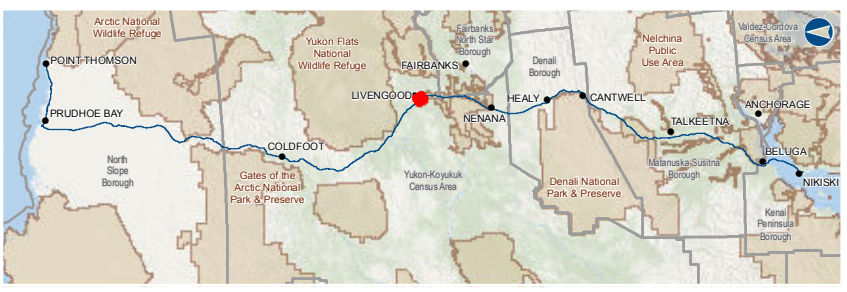 Arctic National
Wildlife Refuge
POINT THOMSON
PRUDHOE BAY
North
Slope
Borough
COLDFOOT
Gates of the
Arctic National
Park & Preserve
Yukon Flats
National
Wildlife Refuge
LIVENGOOD
FAIRBANKS
Fairbanks
North Star
Borough
NENANA
Yukon-Koyukuk
Census Area
Denali
Borough
HEALY
CANTWELL
Denali National
Park & Preserve
Nelchina
Public
Use Area
TALKEETNA
Matanuska-Susitna
Borough
Valdez-Cordova
Census Area
ANCHORAGE
BELUGA
NIKISKI
Kenai
Peninsula
Borough